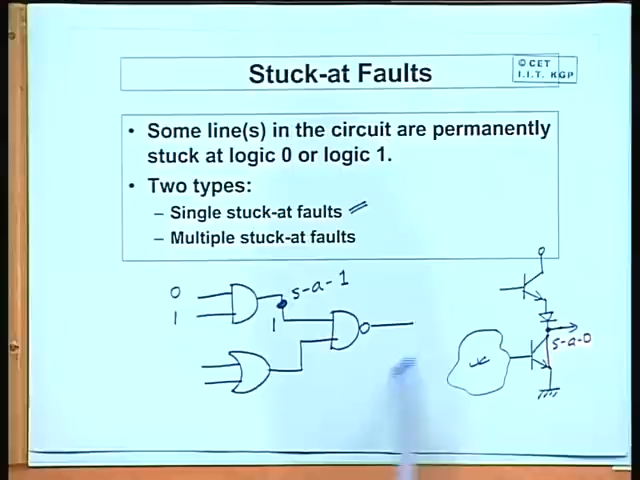 Stuck-at Faults
© CET
I.I.T. KGP
• Some line(s) in the circuit are permanently
stuck at logic 0 or logic 1.
• Two types:
– Single stuck-at faults
– Multiple stuck-at faults
0
1
s-a-1
1
s-a-0